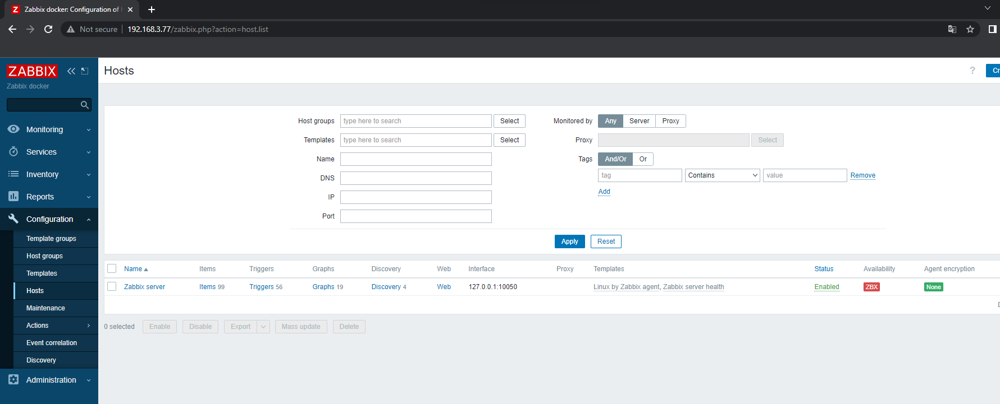 Zabbix docker: Configuration of
Not secure 192.168.3.77/zabbix.php?action=host.list
ZABBIX
Zabbix docker
Monitoring
Services
Inventory
Reports
Configuration
Template groups
Host groups
Templates
Hosts
Maintenance
Actions
Event correlation
Discovery
Administration
Hosts
?
Host groups type here to search Select
Templates type here to search Select
Name
DNS
IP
Port
Monitored by Any Server Proxy
Proxy Select
Tags And/Or Or
tag Contains value Remove
Add
Apply Reset
Name Items Triggers Graphs Discovery Web Interface Proxy Templates Status Availability Agent encryption
Zabbix server Items 99 Triggers 56 Graphs 19 Discovery 4 Web 127.0.0.1:10050 Linux by Zabbix agent, Zabbix server health Enabled ZBX None
0 selected Enable Disable Export Mass update Delete